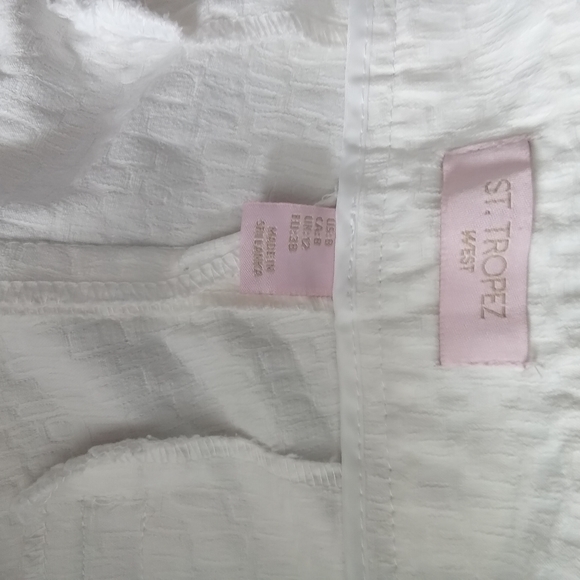 ST. TROPEZ
WEST
US: 8
CA: 8
UK: 12
EU: 38
MADE IN
SRI LANKA